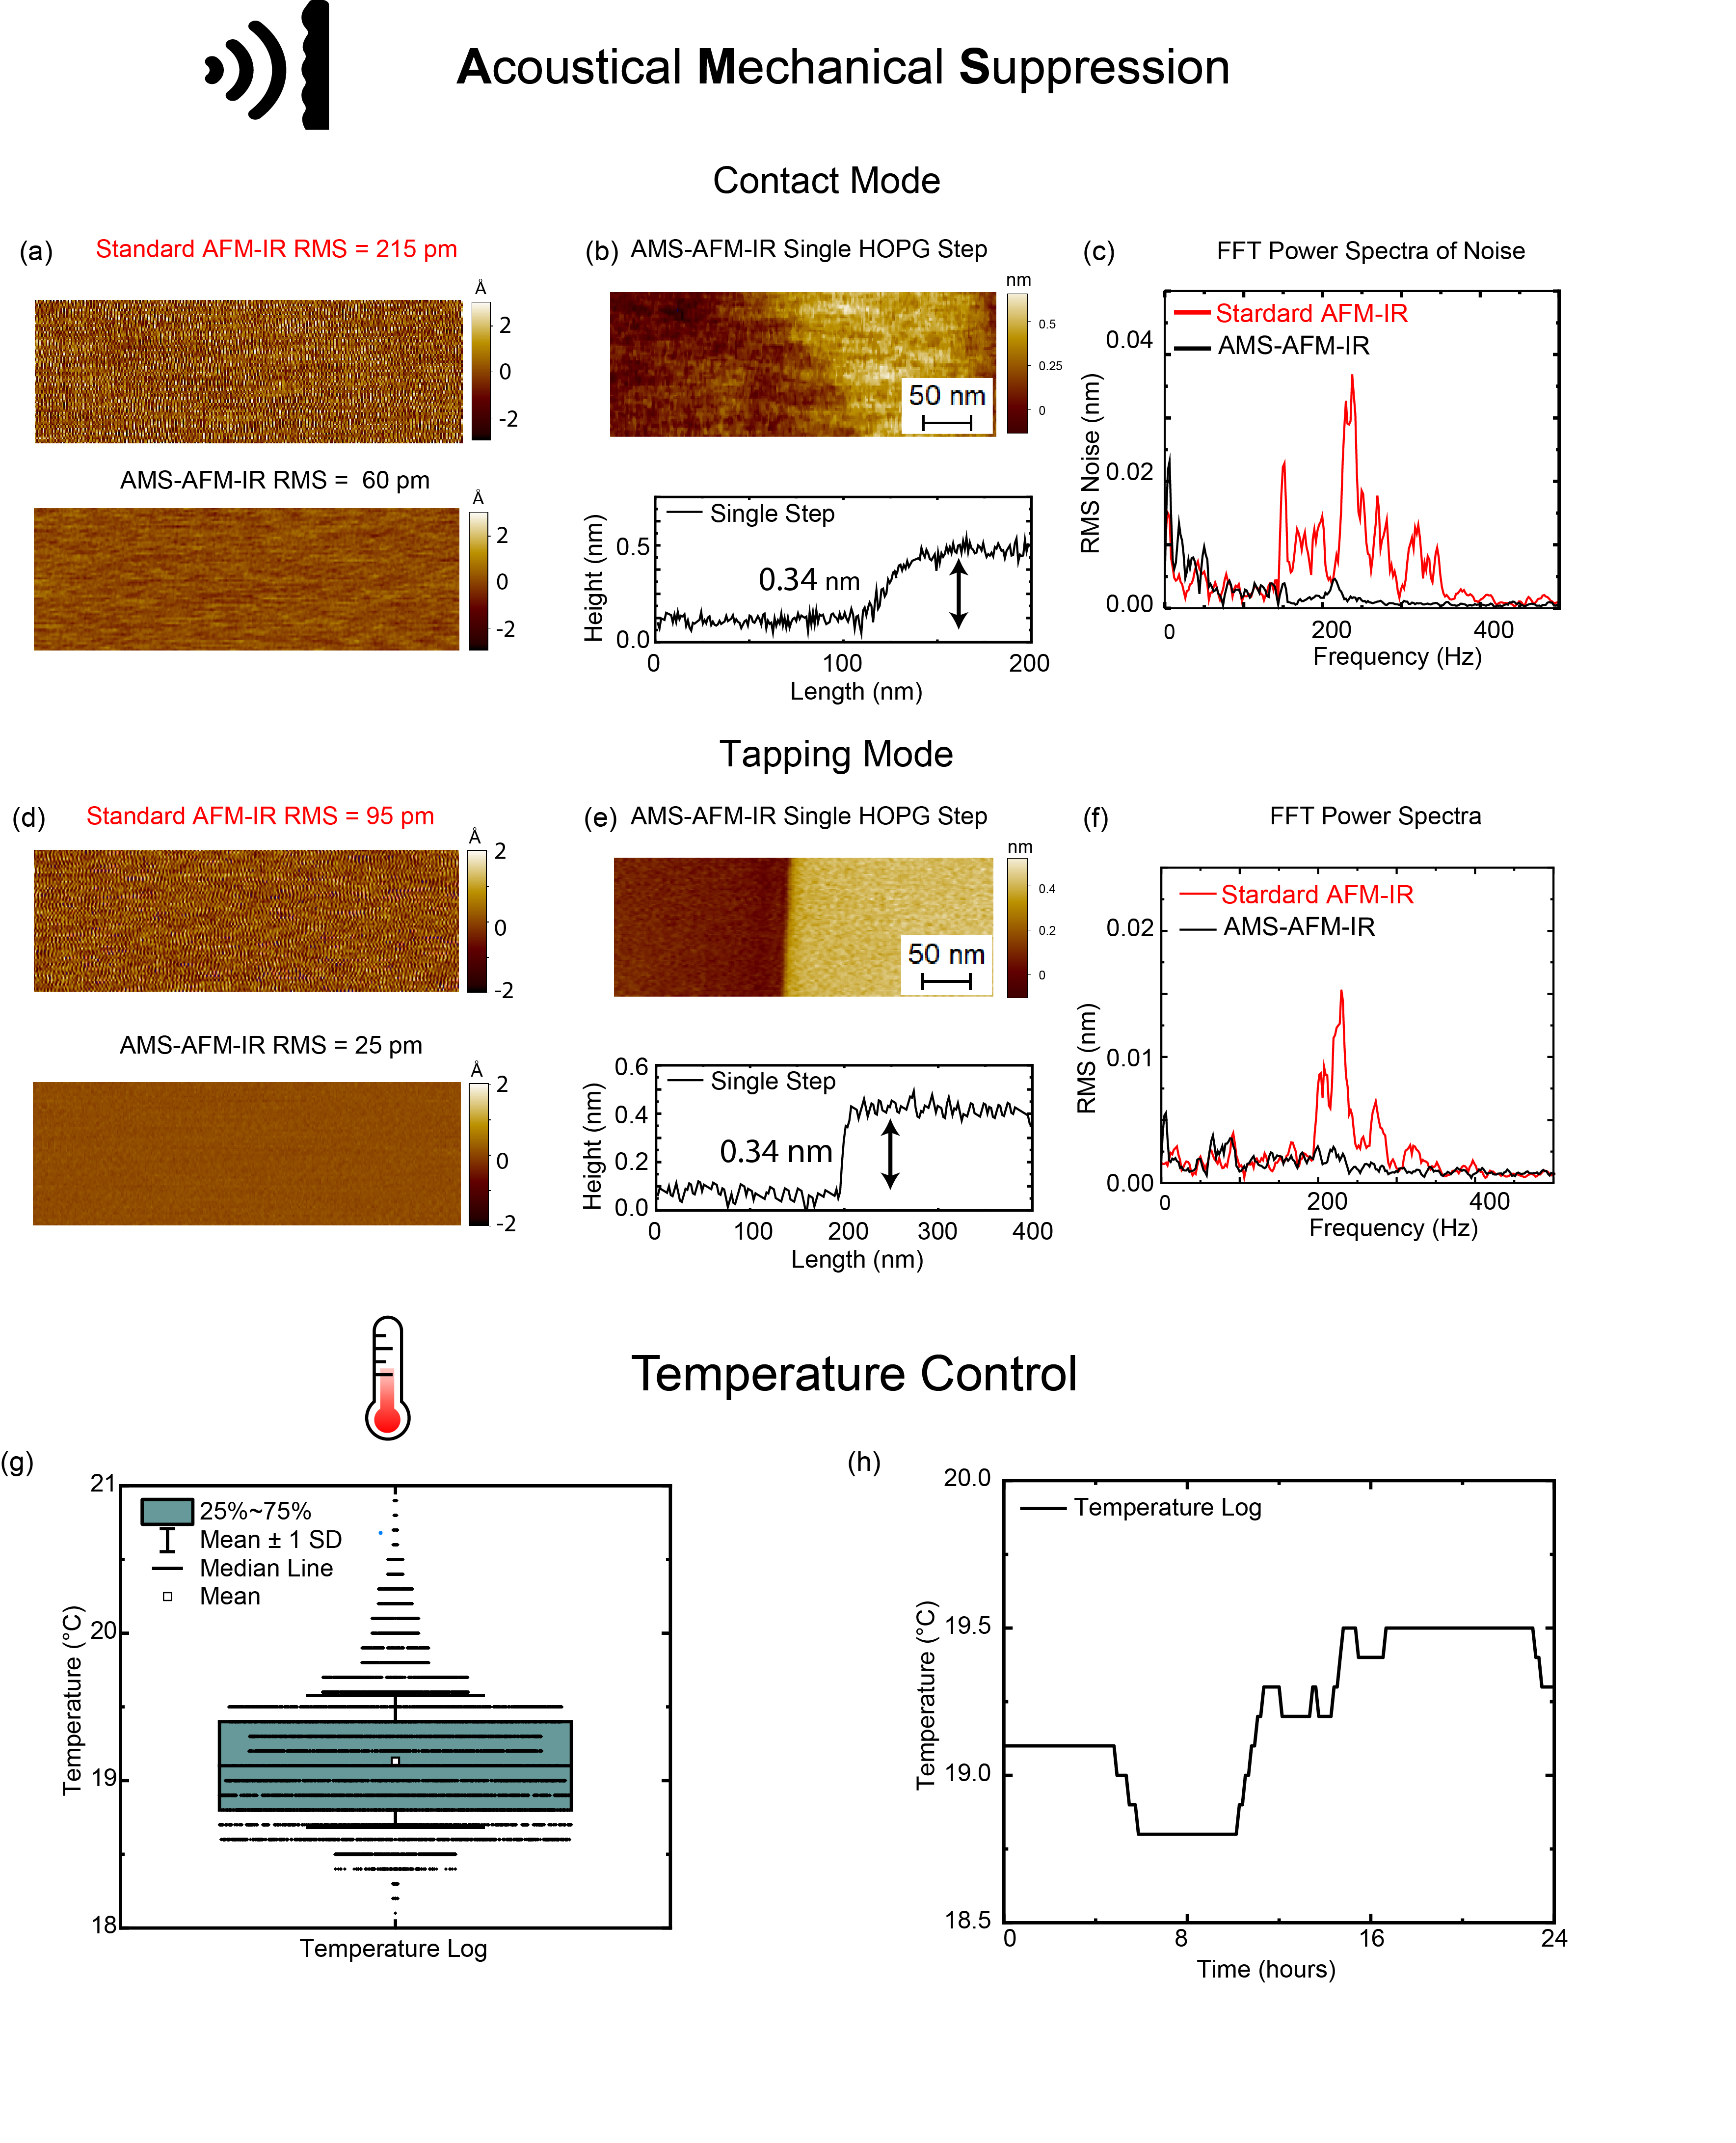 Acoustical Mechanical Suppression
Contact Mode
(a) Standard AFM-IR RMS = 215 pm
Å
2
0
-2
AMS-AFM-IR RMS =  60 pm
Å
2
0
-2
(b) AMS-AFM-IR Single HOPG Step
nm
0.5
0.25
0
50 nm
Single Step
0.34 nm
Height (nm)
0.5
0.0
0 100 200
Length (nm)
(c) FFT Power Spectra of Noise
Stardard AFM-IR
AMS-AFM-IR
RMS Noise (nm)
0.04
0.02
0.00
0 200 400
Frequency (Hz)
Tapping Mode
(d) Standard AFM-IR RMS = 95 pm
Å
2
0
-2
AMS-AFM-IR RMS = 25 pm
Å
2
0
-2
(e) AMS-AFM-IR Single HOPG Step
nm
0.4
0.2
0
50 nm
Single Step
0.34 nm
Height (nm)
0.6
0.4
0.2
0.0
0 100 200 300 400
Length (nm)
(f) FFT Power Spectra
Stardard AFM-IR
AMS-AFM-IR
RMS (nm)
0.02
0.01
0.00
0 200 400
Frequency (Hz)
Temperature Control
(g)
25%~75%
Mean ± 1 SD
Median Line
Mean
Temperature (°C)
21
20
19
18
Temperature Log
(h)
Temperature Log
Temperature (°C)
20.0
19.5
19.0
18.5
0 8 16 24
Time (hours)